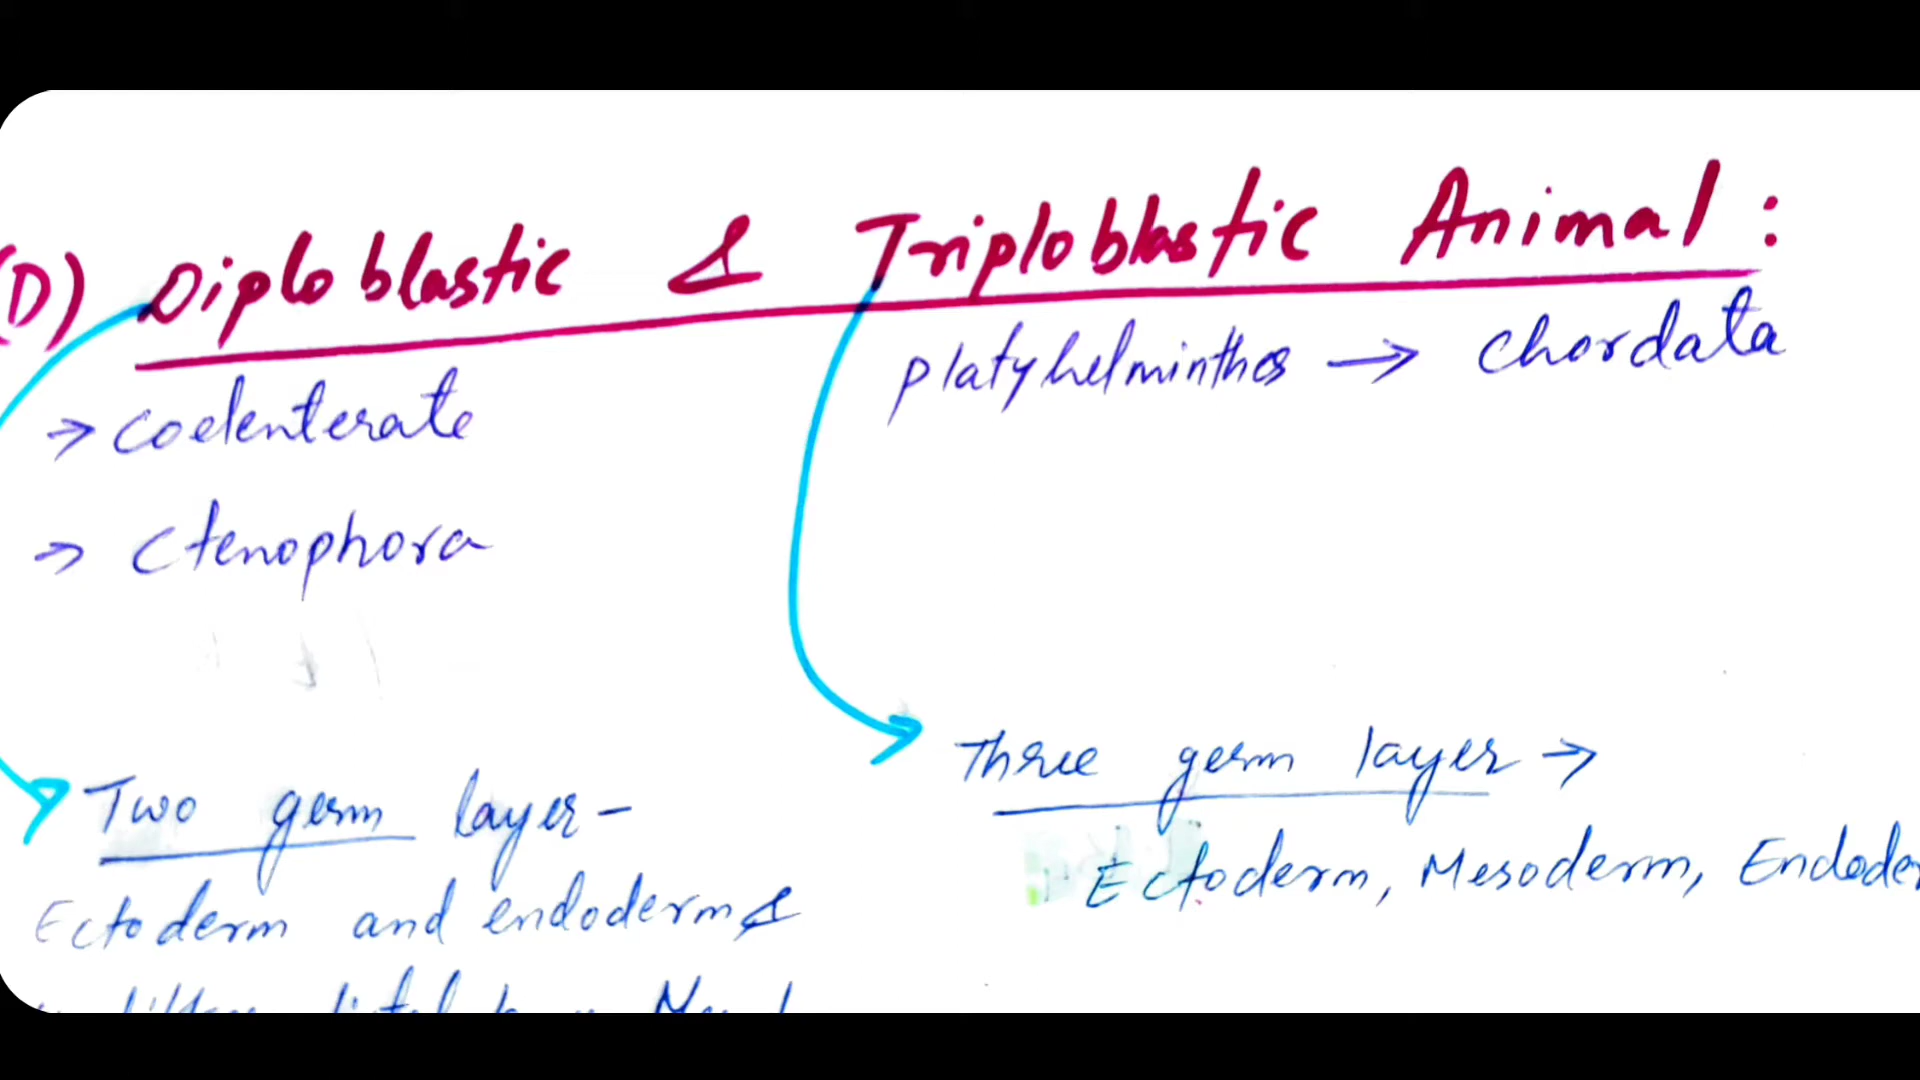 (D) Diploblastic & Triploblastic Animal:
→ coelenterate
→ ctenophora
platyhelminthes → chordata
Two germ layer -
Ectoderm and endoderm &
Three germ layer →
Ectoderm, Mesoderm, Endoder